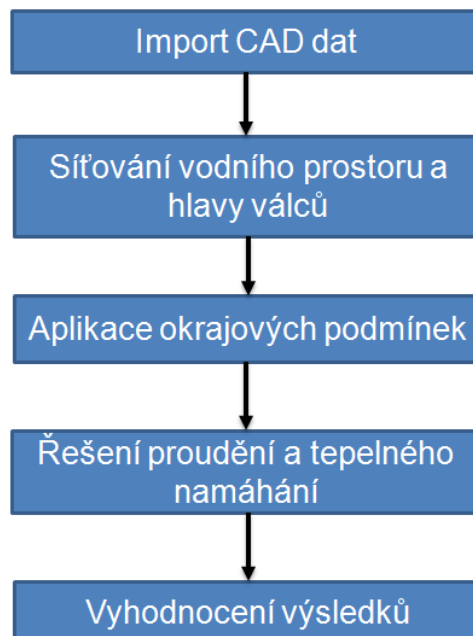 Import CAD dat
Síťování vodního prostoru a
hlavy válců
Aplikace okrajových podmínek
Řešení proudění a tepelného
namáhání
Vyhodnocení výsledků